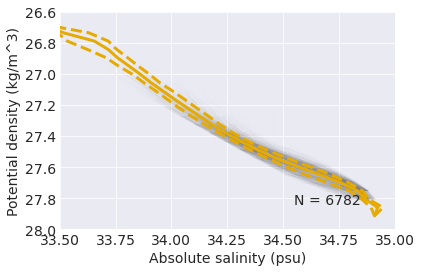 26.6
26.8
27.0
27.2
27.4
27.6
27.8
28.0
Potential density (kg/m^3)
N = 6782
33.50 33.75 34.00 34.25 34.50 34.75 35.00
Absolute salinity (psu)